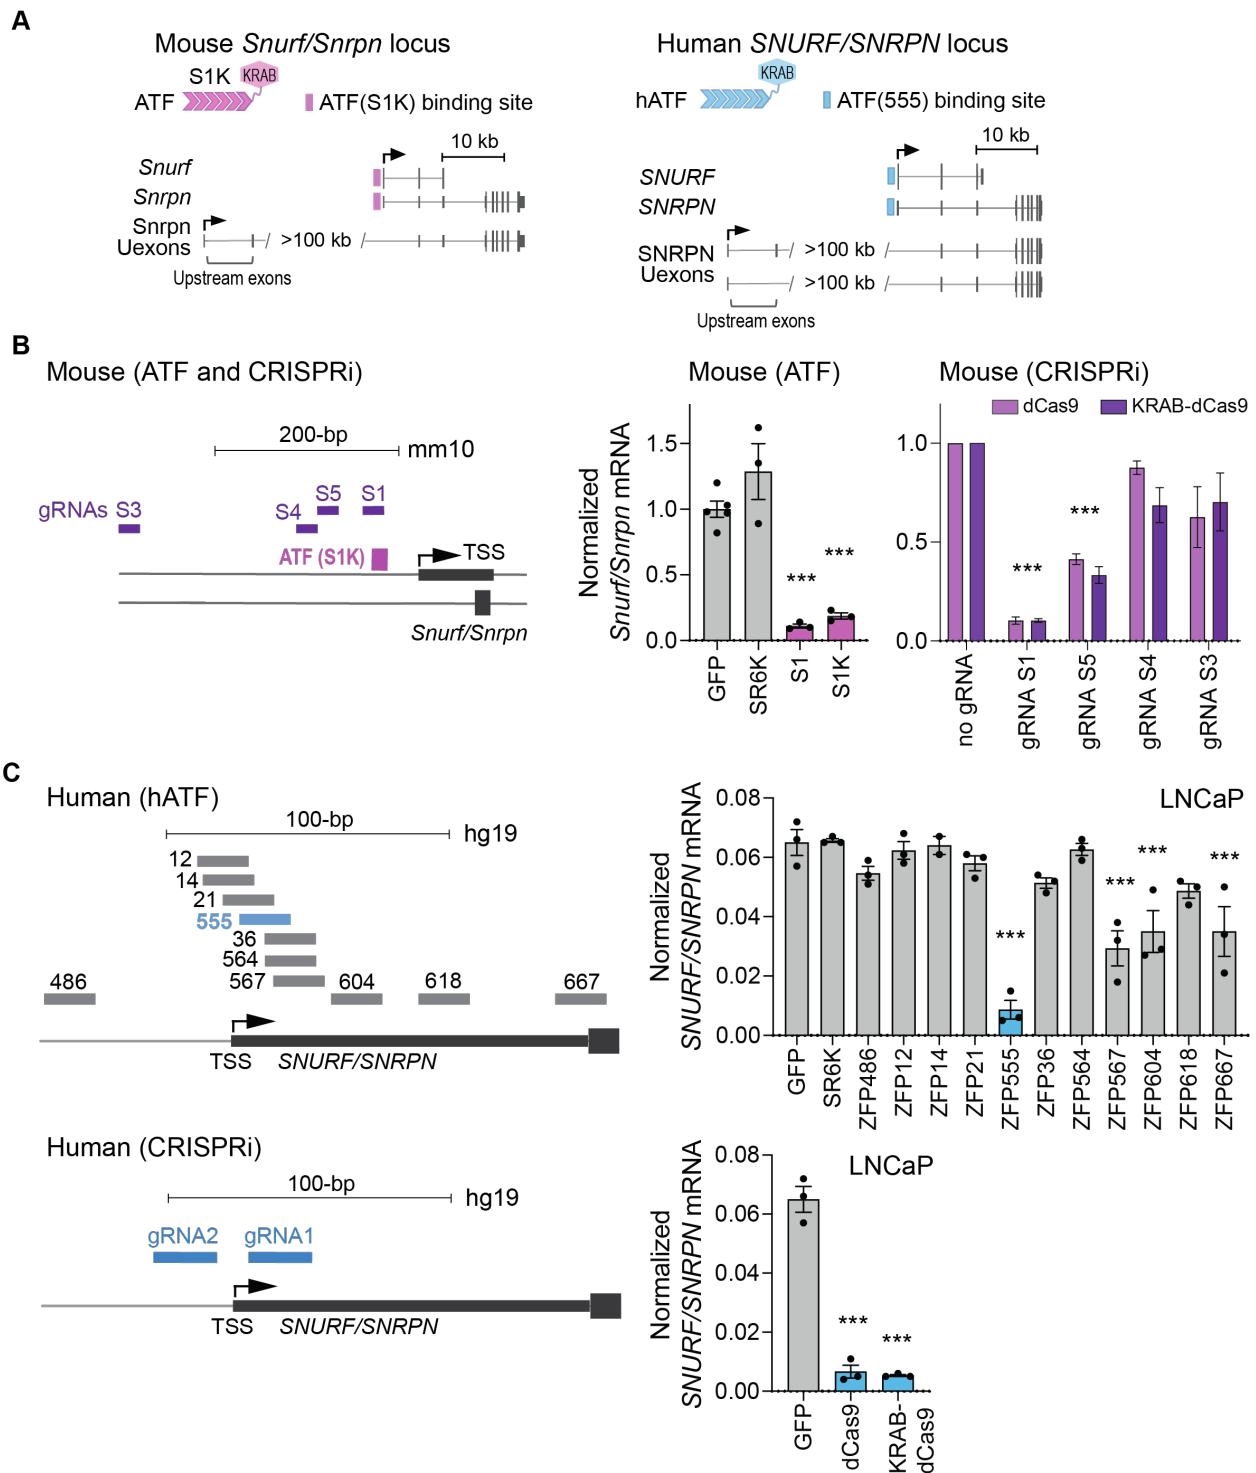 A
Mouse Snurf/Snrpn locus
S1K
KRAB
ATF
ATF(S1K) binding site
10 kb
Snurf
Snrpn
Snrpn
Uexons
>100 kb
Upstream exons
Human SNURF/SNRPN locus
KRAB
hATF
ATF(555) binding site
10 kb
SNURF
SNRPN
SNRPN
Uexons
>100 kb
>100 kb
Upstream exons
B
Mouse (ATF and CRISPRi)
200-bp
mm10
gRNAs S3
S4
S5
S1
ATF (S1K)
TSS
Snurf/Snrpn
Mouse (ATF)
Normalized
Snurf/Snrpn mRNA
1.5
1.0
0.5
0.0
***
***
GFP
SR6K
S1
S1K
Mouse (CRISPRi)
dCas9
KRAB-dCas9
1.0
0.5
0.0
***
***
no gRNA
gRNA S1
gRNA S5
gRNA S4
gRNA S3
C
Human (hATF)
100-bp
hg19
12
14
21
555
36
564
567
486
604
618
667
TSS
SNURF/SNRPN
LNCaP
Normalized
SNURF/SNRPN mRNA
0.08
0.06
0.04
0.02
0.00
***
***
***
***
GFP
SR6K
ZFP486
ZFP12
ZFP14
ZFP21
ZFP555
ZFP36
ZFP564
ZFP567
ZFP604
ZFP618
ZFP667
Human (CRISPRi)
100-bp
hg19
gRNA2
gRNA1
TSS
SNURF/SNRPN
LNCaP
Normalized
SNURF/SNRPN mRNA
0.08
0.06
0.04
0.02
0.00
***
***
GFP
dCas9
KRAB-
dCas9